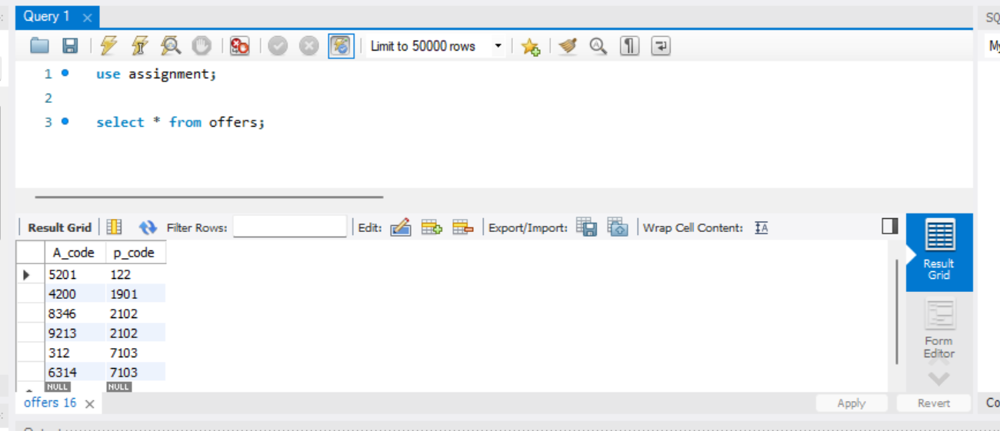 Query 1
SQ
Limit to 50000 rows
1 use assignment;
2
3 select * from offers;
Result Grid Filter Rows: Edit: Export/Import: Wrap Cell Content: IA
A_code p_code
5201 122
4200 1901
8346 2102
9213 2102
312 7103
6314 7103
NULL NULL
Result
Grid
Form
Editor
offers 16 Apply Revert Co